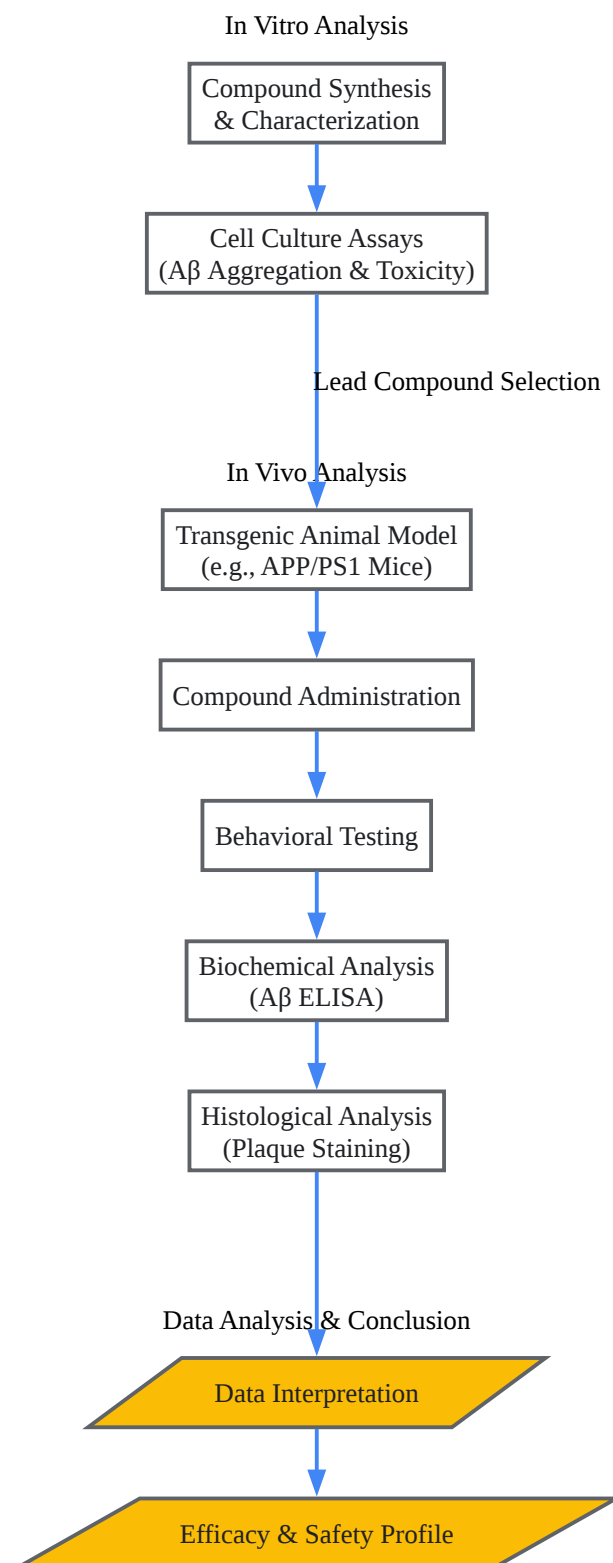 In Vitro Analysis
Compound Synthesis
& Characterization
Cell Culture Assays
(Aβ Aggregation & Toxicity)
Lead Compound Selection
In Vivo Analysis
Transgenic Animal Model
(e.g., APP/PS1 Mice)
Compound Administration
Behavioral Testing
Biochemical Analysis
(Aβ ELISA)
Histological Analysis
(Plaque Staining)
Data Analysis & Conclusion
Data Interpretation
Efficacy & Safety Profile